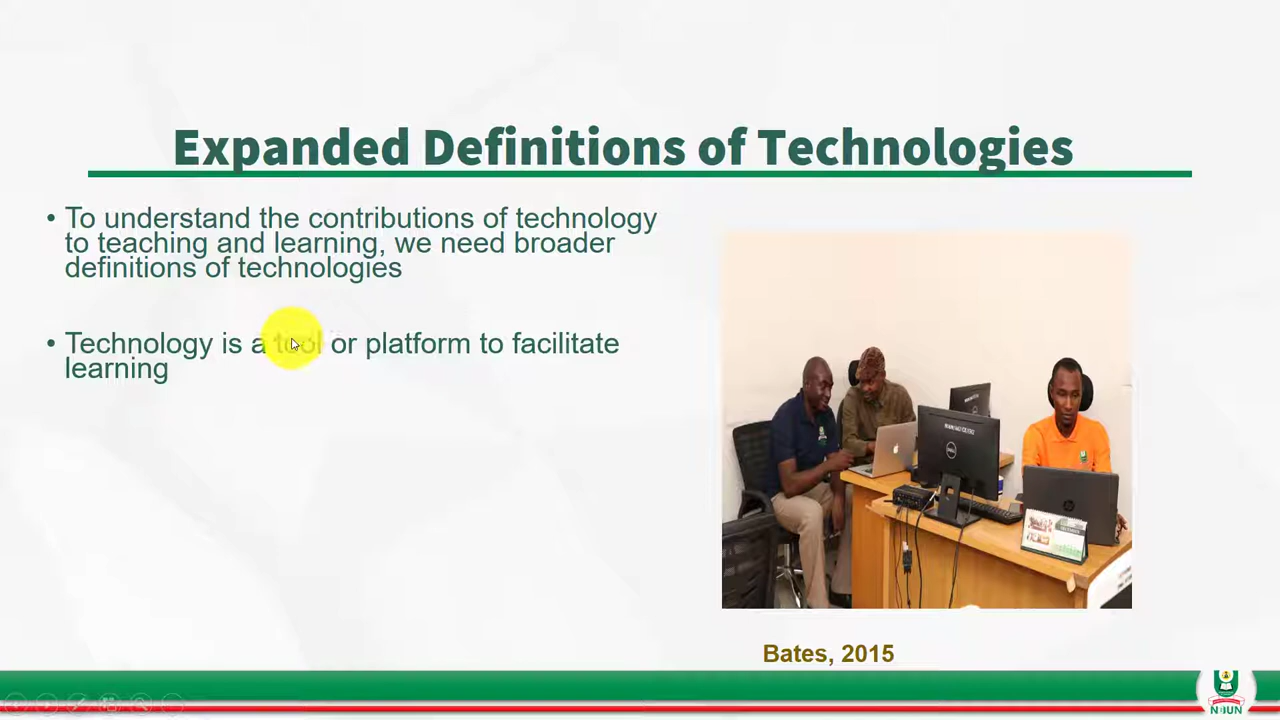 Expanded Definitions of Technologies
• To understand the contributions of technology
to teaching and learning, we need broader
definitions of technologies
• Technology is a tool or platform to facilitate
learning
Bates, 2015
NOUN